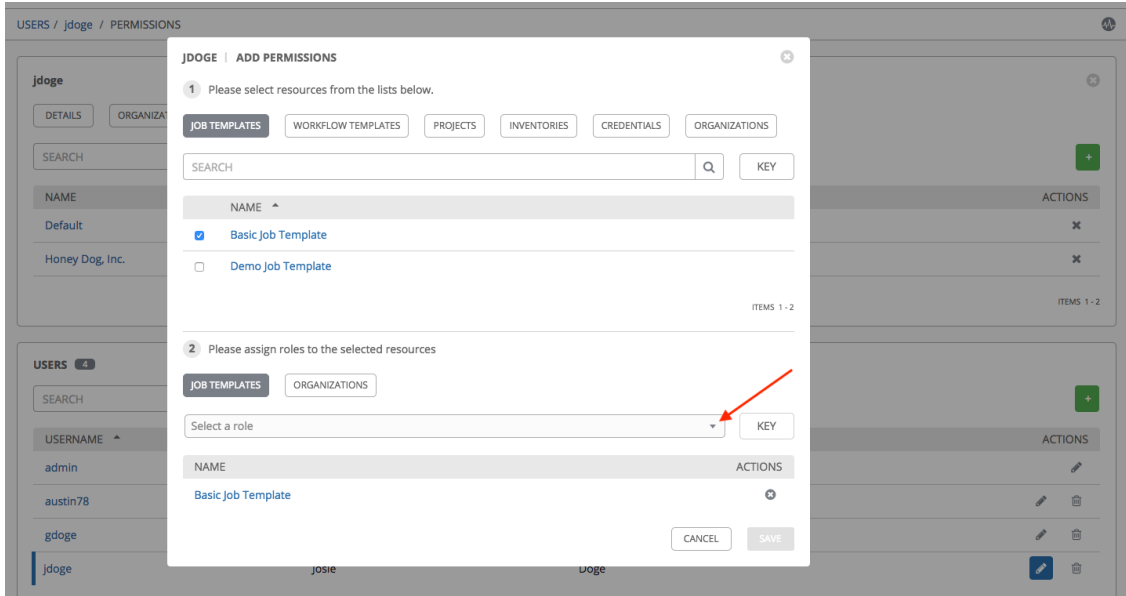 USERS / jdoge / PERMISSIONS
JDOGE | ADD PERMISSIONS
1 Please select resources from the lists below.
JOB TEMPLATES WORKFLOW TEMPLATES PROJECTS INVENTORIES CREDENTIALS ORGANIZATIONS
SEARCH KEY
NAME
Basic Job Template
Demo Job Template
ITEMS 1 - 2
2 Please assign roles to the selected resources
JOB TEMPLATES ORGANIZATIONS
Select a role KEY
NAME ACTIONS
Basic Job Template
CANCEL SAVE
jdoge
DETAILS
SEARCH
+
NAME ACTIONS
Default
Honey Dog, Inc.
ITEMS 1 - 2
USERS 4
SEARCH
+
USERNAME ACTIONS
admin
austin78
gdoge
jdoge Josie Doge